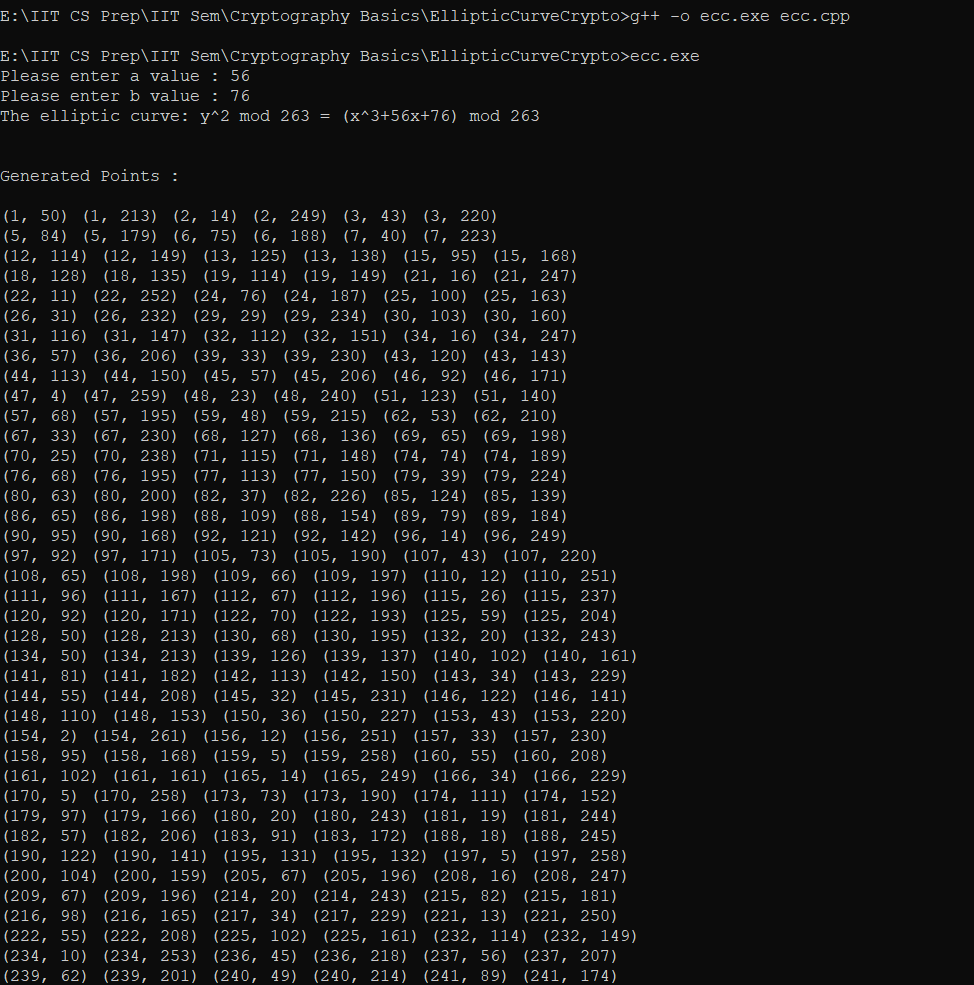 E:\IIT CS Prep\IIT Sem\Cryptography Basics\EllipticCurveCrypto>g++ -o ecc.exe ecc.cpp
E:\IIT CS Prep\IIT Sem\Cryptography Basics\EllipticCurveCrypto>ecc.exe
Please enter a value : 56
Please enter b value : 76
The elliptic curve: y^2 mod 263 = (x^3+56x+76) mod 263
Generated Points :
(1, 50) (1, 213) (2, 14) (2, 249) (3, 43) (3, 220)
(5, 84) (5, 179) (6, 75) (6, 188) (7, 40) (7, 223)
(12, 114) (12, 149) (13, 125) (13, 138) (15, 95) (15, 168)
(18, 128) (18, 135) (19, 114) (19, 149) (21, 16) (21, 247)
(22, 11) (22, 252) (24, 76) (24, 187) (25, 100) (25, 163)
(26, 31) (26, 232) (29, 29) (29, 234) (30, 103) (30, 160)
(31, 116) (31, 147) (32, 112) (32, 151) (34, 16) (34, 247)
(36, 57) (36, 206) (39, 33) (39, 230) (43, 120) (43, 143)
(44, 113) (44, 150) (45, 57) (45, 206) (46, 92) (46, 171)
(47, 4) (47, 259) (48, 23) (48, 240) (51, 123) (51, 140)
(57, 68) (57, 195) (59, 48) (59, 215) (62, 53) (62, 210)
(67, 33) (67, 230) (68, 127) (68, 136) (69, 65) (69, 198)
(70, 25) (70, 238) (71, 115) (71, 148) (74, 74) (74, 189)
(76, 68) (76, 195) (77, 113) (77, 150) (79, 39) (79, 224)
(80, 63) (80, 200) (82, 37) (82, 226) (85, 124) (85, 139)
(86, 65) (86, 198) (88, 109) (88, 154) (89, 79) (89, 184)
(90, 95) (90, 168) (92, 121) (92, 142) (96, 14) (96, 249)
(97, 92) (97, 171) (105, 73) (105, 190) (107, 43) (107, 220)
(108, 65) (108, 198) (109, 66) (109, 197) (110, 12) (110, 251)
(111, 96) (111, 167) (112, 67) (112, 196) (115, 26) (115, 237)
(120, 92) (120, 171) (122, 70) (122, 193) (125, 59) (125, 204)
(128, 50) (128, 213) (130, 68) (130, 195) (132, 20) (132, 243)
(134, 50) (134, 213) (139, 126) (139, 137) (140, 102) (140, 161)
(141, 81) (141, 182) (142, 113) (142, 150) (143, 34) (143, 229)
(144, 55) (144, 208) (145, 32) (145, 231) (146, 122) (146, 141)
(148, 110) (148, 153) (150, 36) (150, 227) (153, 43) (153, 220)
(154, 2) (154, 261) (156, 12) (156, 251) (157, 33) (157, 230)
(158, 95) (158, 168) (159, 5) (159, 258) (160, 55) (160, 208)
(161, 102) (161, 161) (165, 14) (165, 249) (166, 34) (166, 229)
(170, 5) (170, 258) (173, 73) (173, 190) (174, 111) (174, 152)
(179, 97) (179, 166) (180, 20) (180, 243) (181, 19) (181, 244)
(182, 57) (182, 206) (183, 91) (183, 172) (188, 18) (188, 245)
(190, 122) (190, 141) (195, 131) (195, 132) (197, 5) (197, 258)
(200, 104) (200, 159) (205, 67) (205, 196) (208, 16) (208, 247)
(209, 67) (209, 196) (214, 20) (214, 243) (215, 82) (215, 181)
(216, 98) (216, 165) (217, 34) (217, 229) (221, 13) (221, 250)
(222, 55) (222, 208) (225, 102) (225, 161) (232, 114) (232, 149)
(234, 10) (234, 253) (236, 45) (236, 218) (237, 56) (237, 207)
(239, 62) (239, 201) (240, 49) (240, 214) (241, 89) (241, 174)